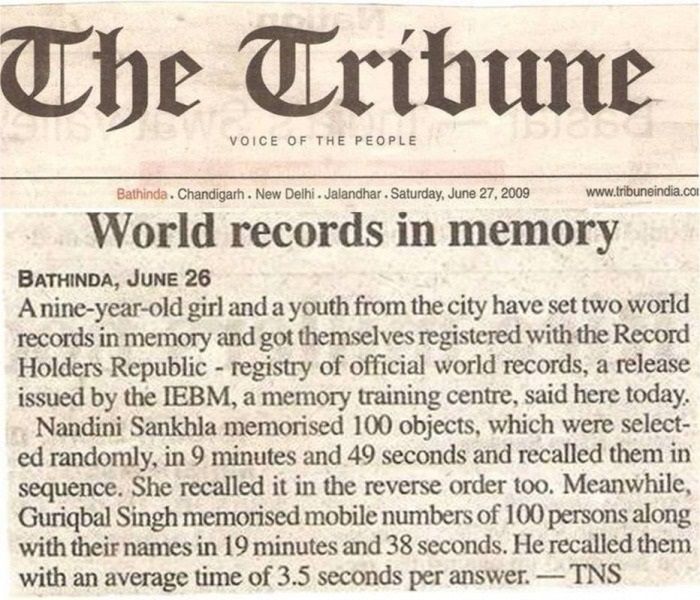 The Tribune
VOICE OF THE PEOPLE
Bathinda . Chandigarh . New Delhi . Jalandhar . Saturday, June 27, 2009 www.tribuneindia.co
World records in memory
BATHINDA, JUNE 26
A nine-year-old girl and a youth from the city have set two world
records in memory and got themselves registered with the Record
Holders Republic - registry of official world records, a release
issued by the IEBM, a memory training centre, said here today.
Nandini Sankhla memorised 100 objects, which were select-
ed randomly, in 9 minutes and 49 seconds and recalled them in
sequence. She recalled it in the reverse order too. Meanwhile,
Guriqbal Singh memorised mobile numbers of 100 persons along
with their names in 19 minutes and 38 seconds. He recalled them
with an average time of 3.5 seconds per answer. — TNS